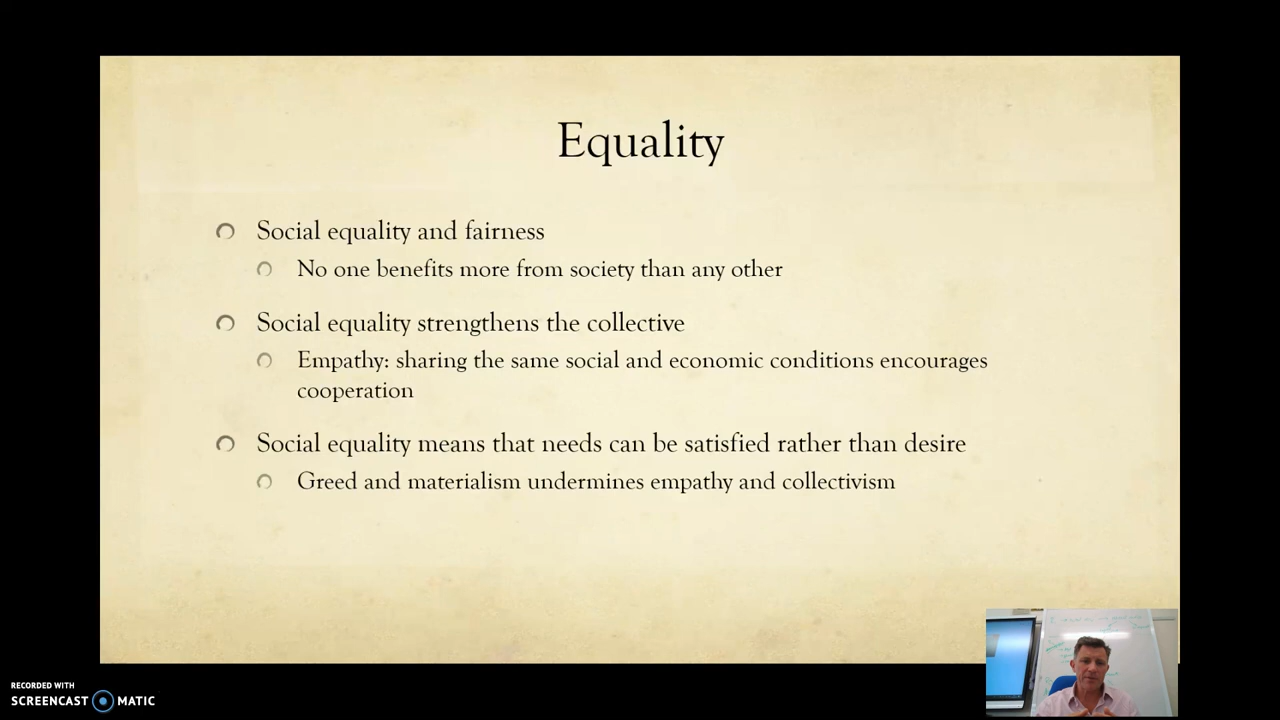 Equality
Social equality and fairness
No one benefits more from society than any other
Social equality strengthens the collective
Empathy: sharing the same social and economic conditions encourages
cooperation
Social equality means that needs can be satisfied rather than desire
Greed and materialism undermines empathy and collectivism
RECORDED WITH
SCREENCAST MATIC